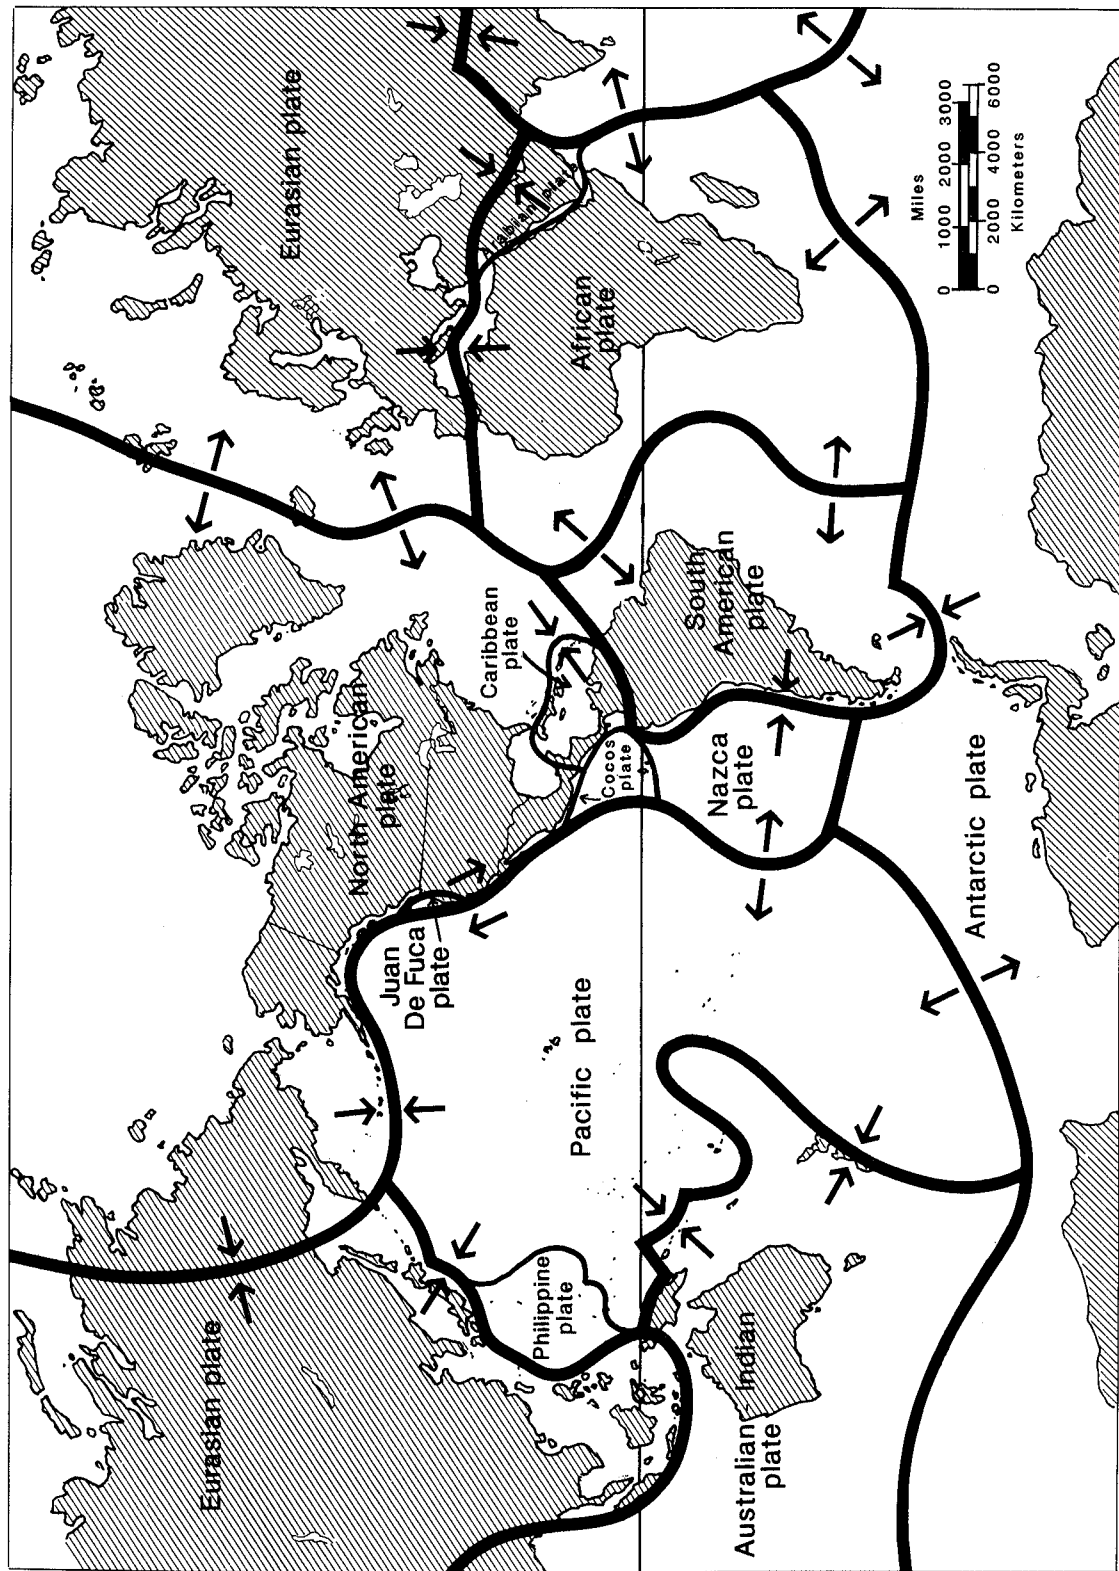 Eurasian plate
North American
plate
Eurasian plate
Juan
De Fuca
plate
Caribbean
plate
Arabian Plate
African
plate
Philippine
plate
Pacific plate
Cocos
plate
South
American
plate
Nazca
plate
Australian-Indian
plate
Antarctic plate
Miles
0 1000 2000 3000
0 2000 4000 6000
Kilometers